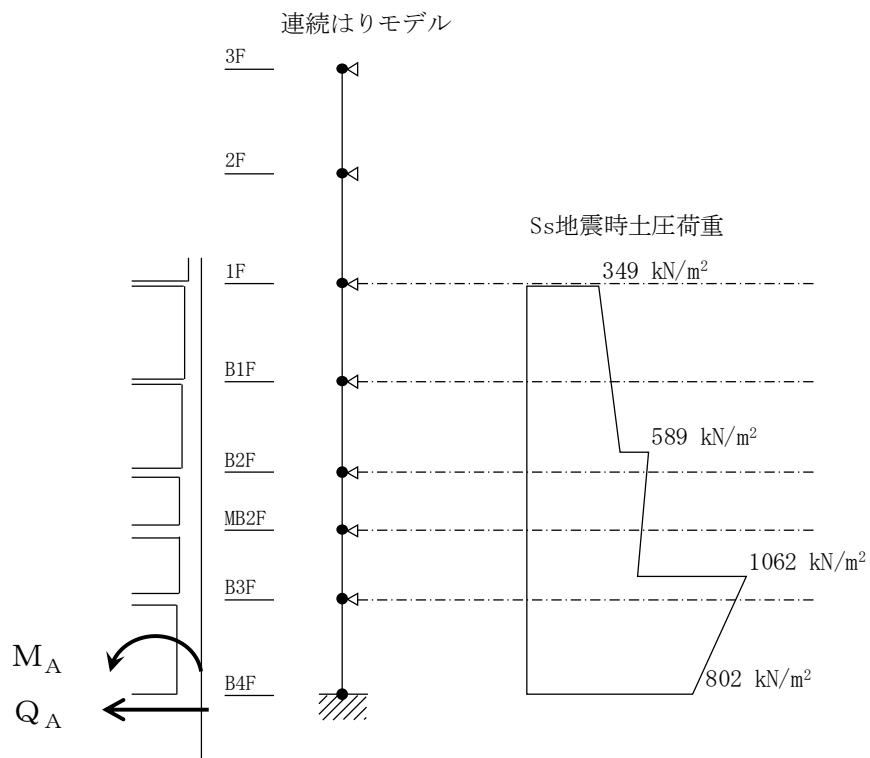 連続はりモデル
3F
2F
Ss地震時土圧荷重
1F
349 kN/m²
B1F
589 kN/m²
B2F
MB2F
1062 kN/m²
B3F
M_A
B4F
802 kN/m²
Q_A